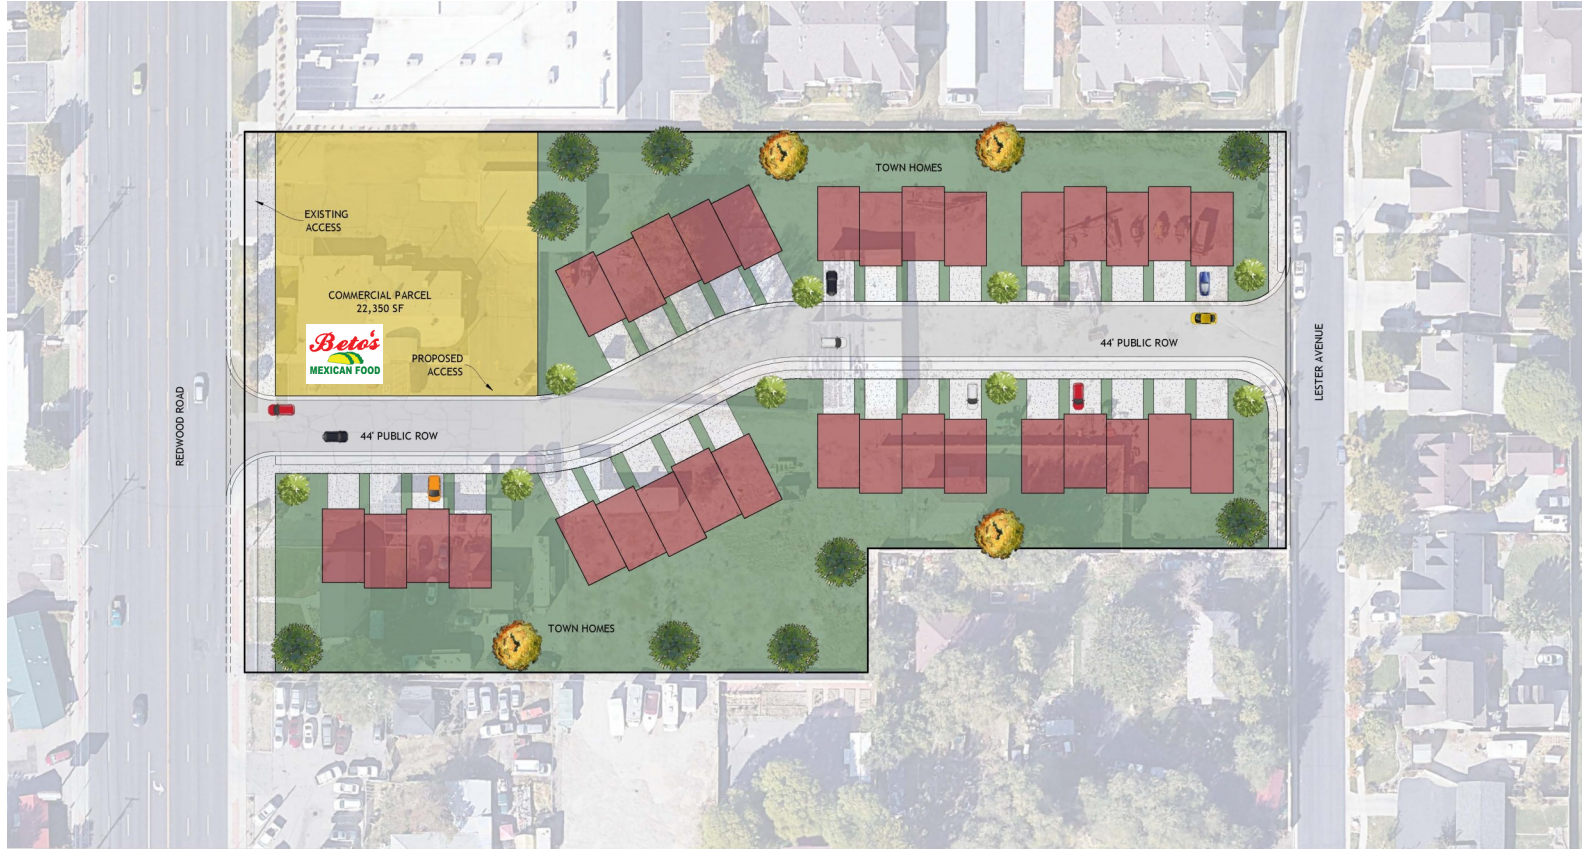 TOWN HOMES
EXISTING
ACCESS
COMMERCIAL PARCEL
22,350 SF
Beto's
MEXICAN FOOD
PROPOSED
ACCESS
44' PUBLIC ROW
LESTER AVENUE
REDWOOD ROAD
44' PUBLIC ROW
TOWN HOMES